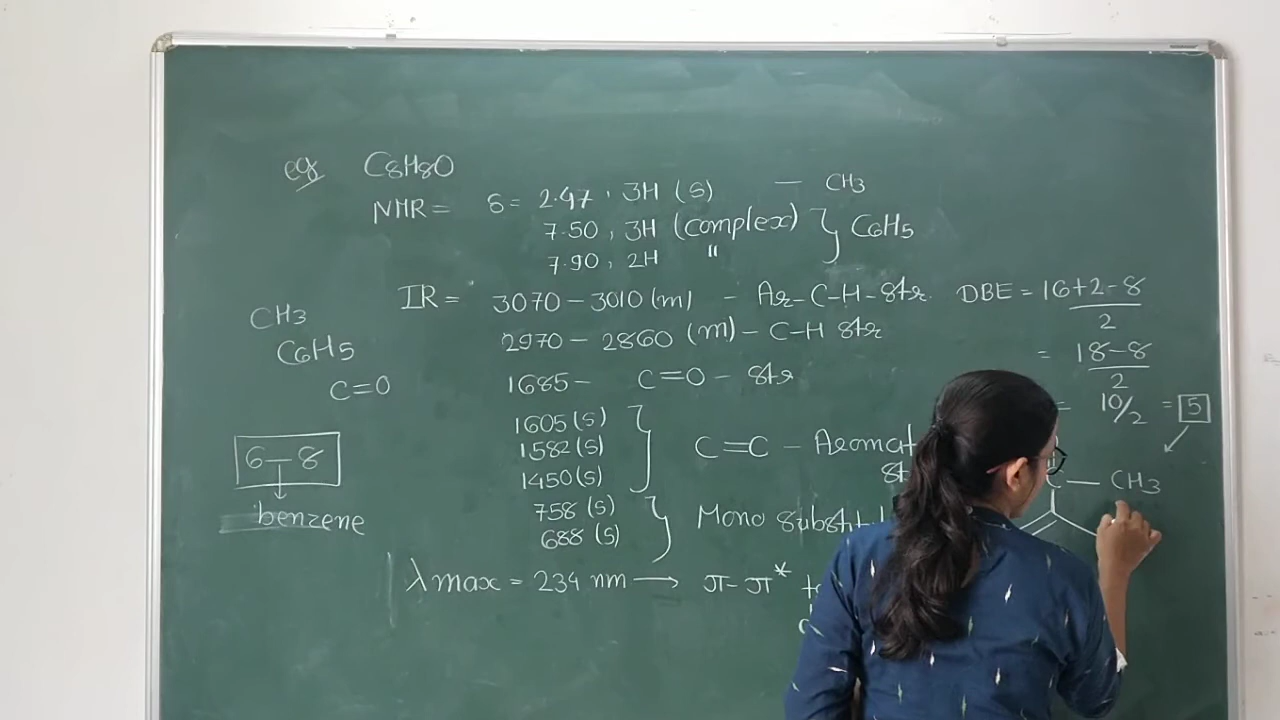 eg C8H8O
NMR = δ = 2.47, 3H (s) — CH3
7.50, 3H (complex) } C6H5
7.90, 2H "
IR = 3070 – 3010 (m) – Ar–C–H–Str.
2970 – 2860 (m) – C–H str
1685 – C=O – str
1605 (s)
1582 (s)
1450 (s)
C=C – Aromat
758 (s)
688 (s)
Mono
λmax = 234 nm → π–π*
CH3
C6H5
C=O
6–8
benzene
DBE = 16+2–8
2
= 18–8
2
= 10/2 = 5
C – CH3